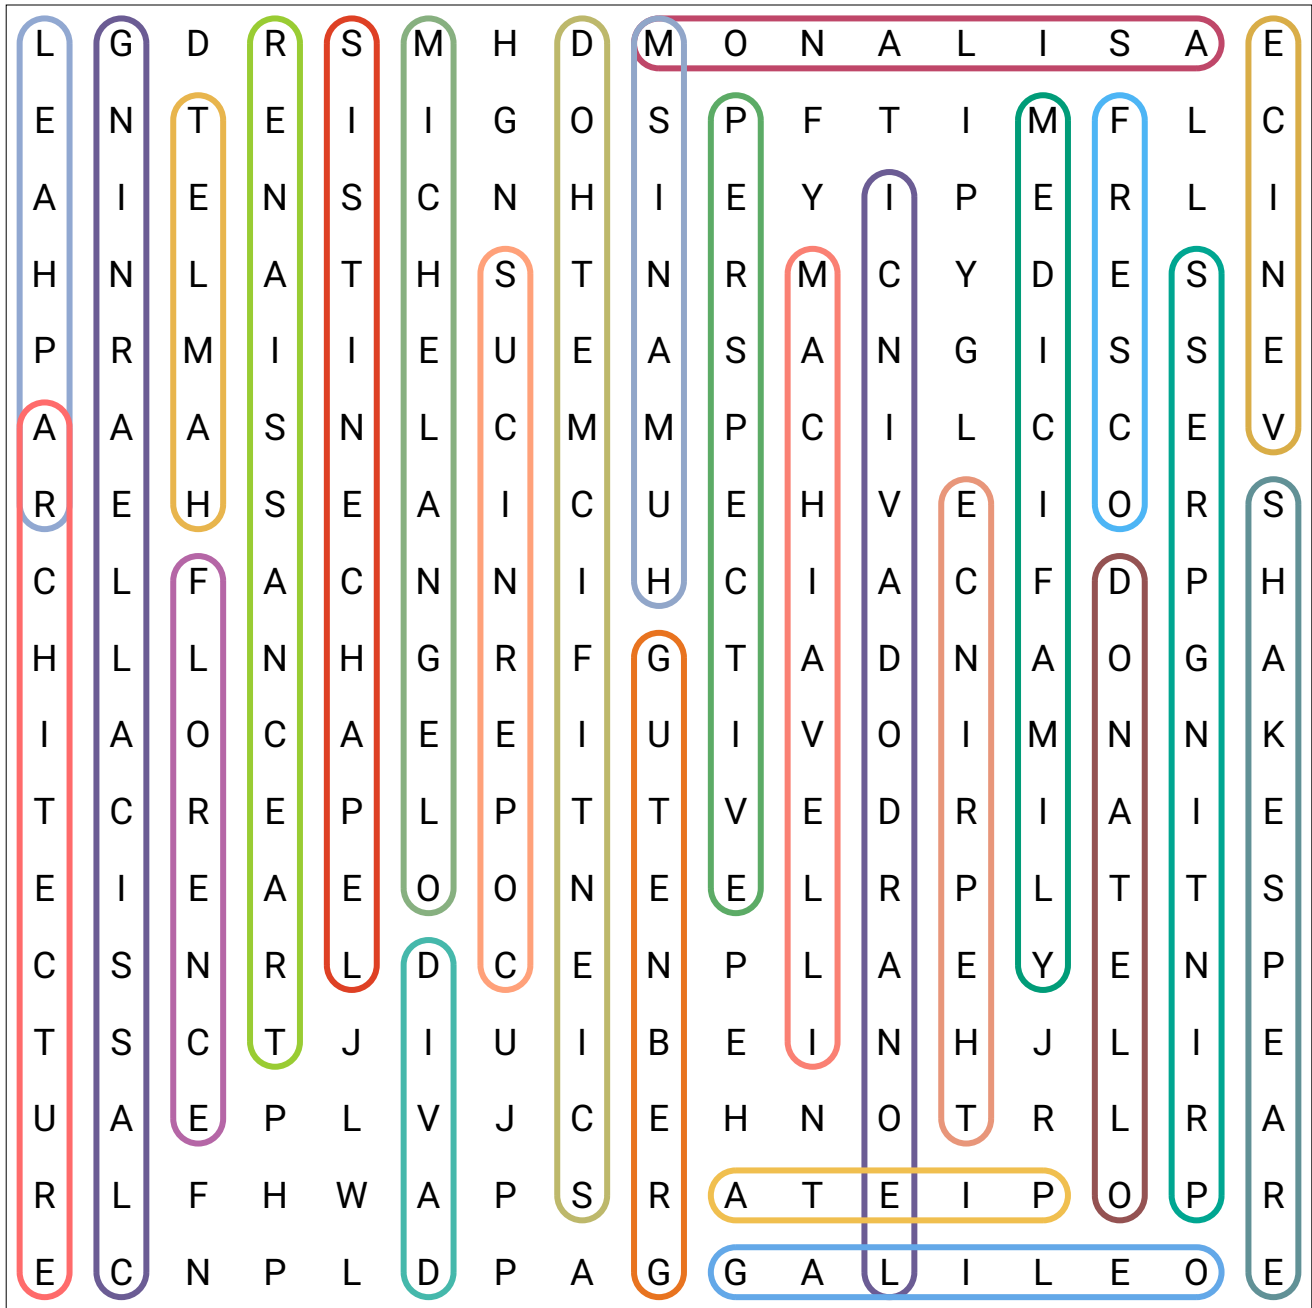 L G D R S M H D M O N A L I S A E
E N T E I I G O S P F T I M F L C
A I E N S C N H I E Y I P E R L I
H N L A T H S T N R M C Y D E S N
P R M I I E U E A S A N G I S S E
A A A S N L C M M P C I L C C E V
R E H S E A I C U E H V E I O R S
C L F A C N N I H C I A C F D P H
H L L N H G R F G T A D N A O G A
I A O C A E E I U I V O I M N N K
T C R E P L P T T V E D R I A I E
E I E A E O O N E E L R P L T T S
C S N R L D C E N P L A E Y E N P
T S C T J I U I B E I N H J L I E
U A E P L V J C E H N O T R L R A
R L F H W A P S R A T E I P O P R
E C N P L D P A G G A L I L E O E